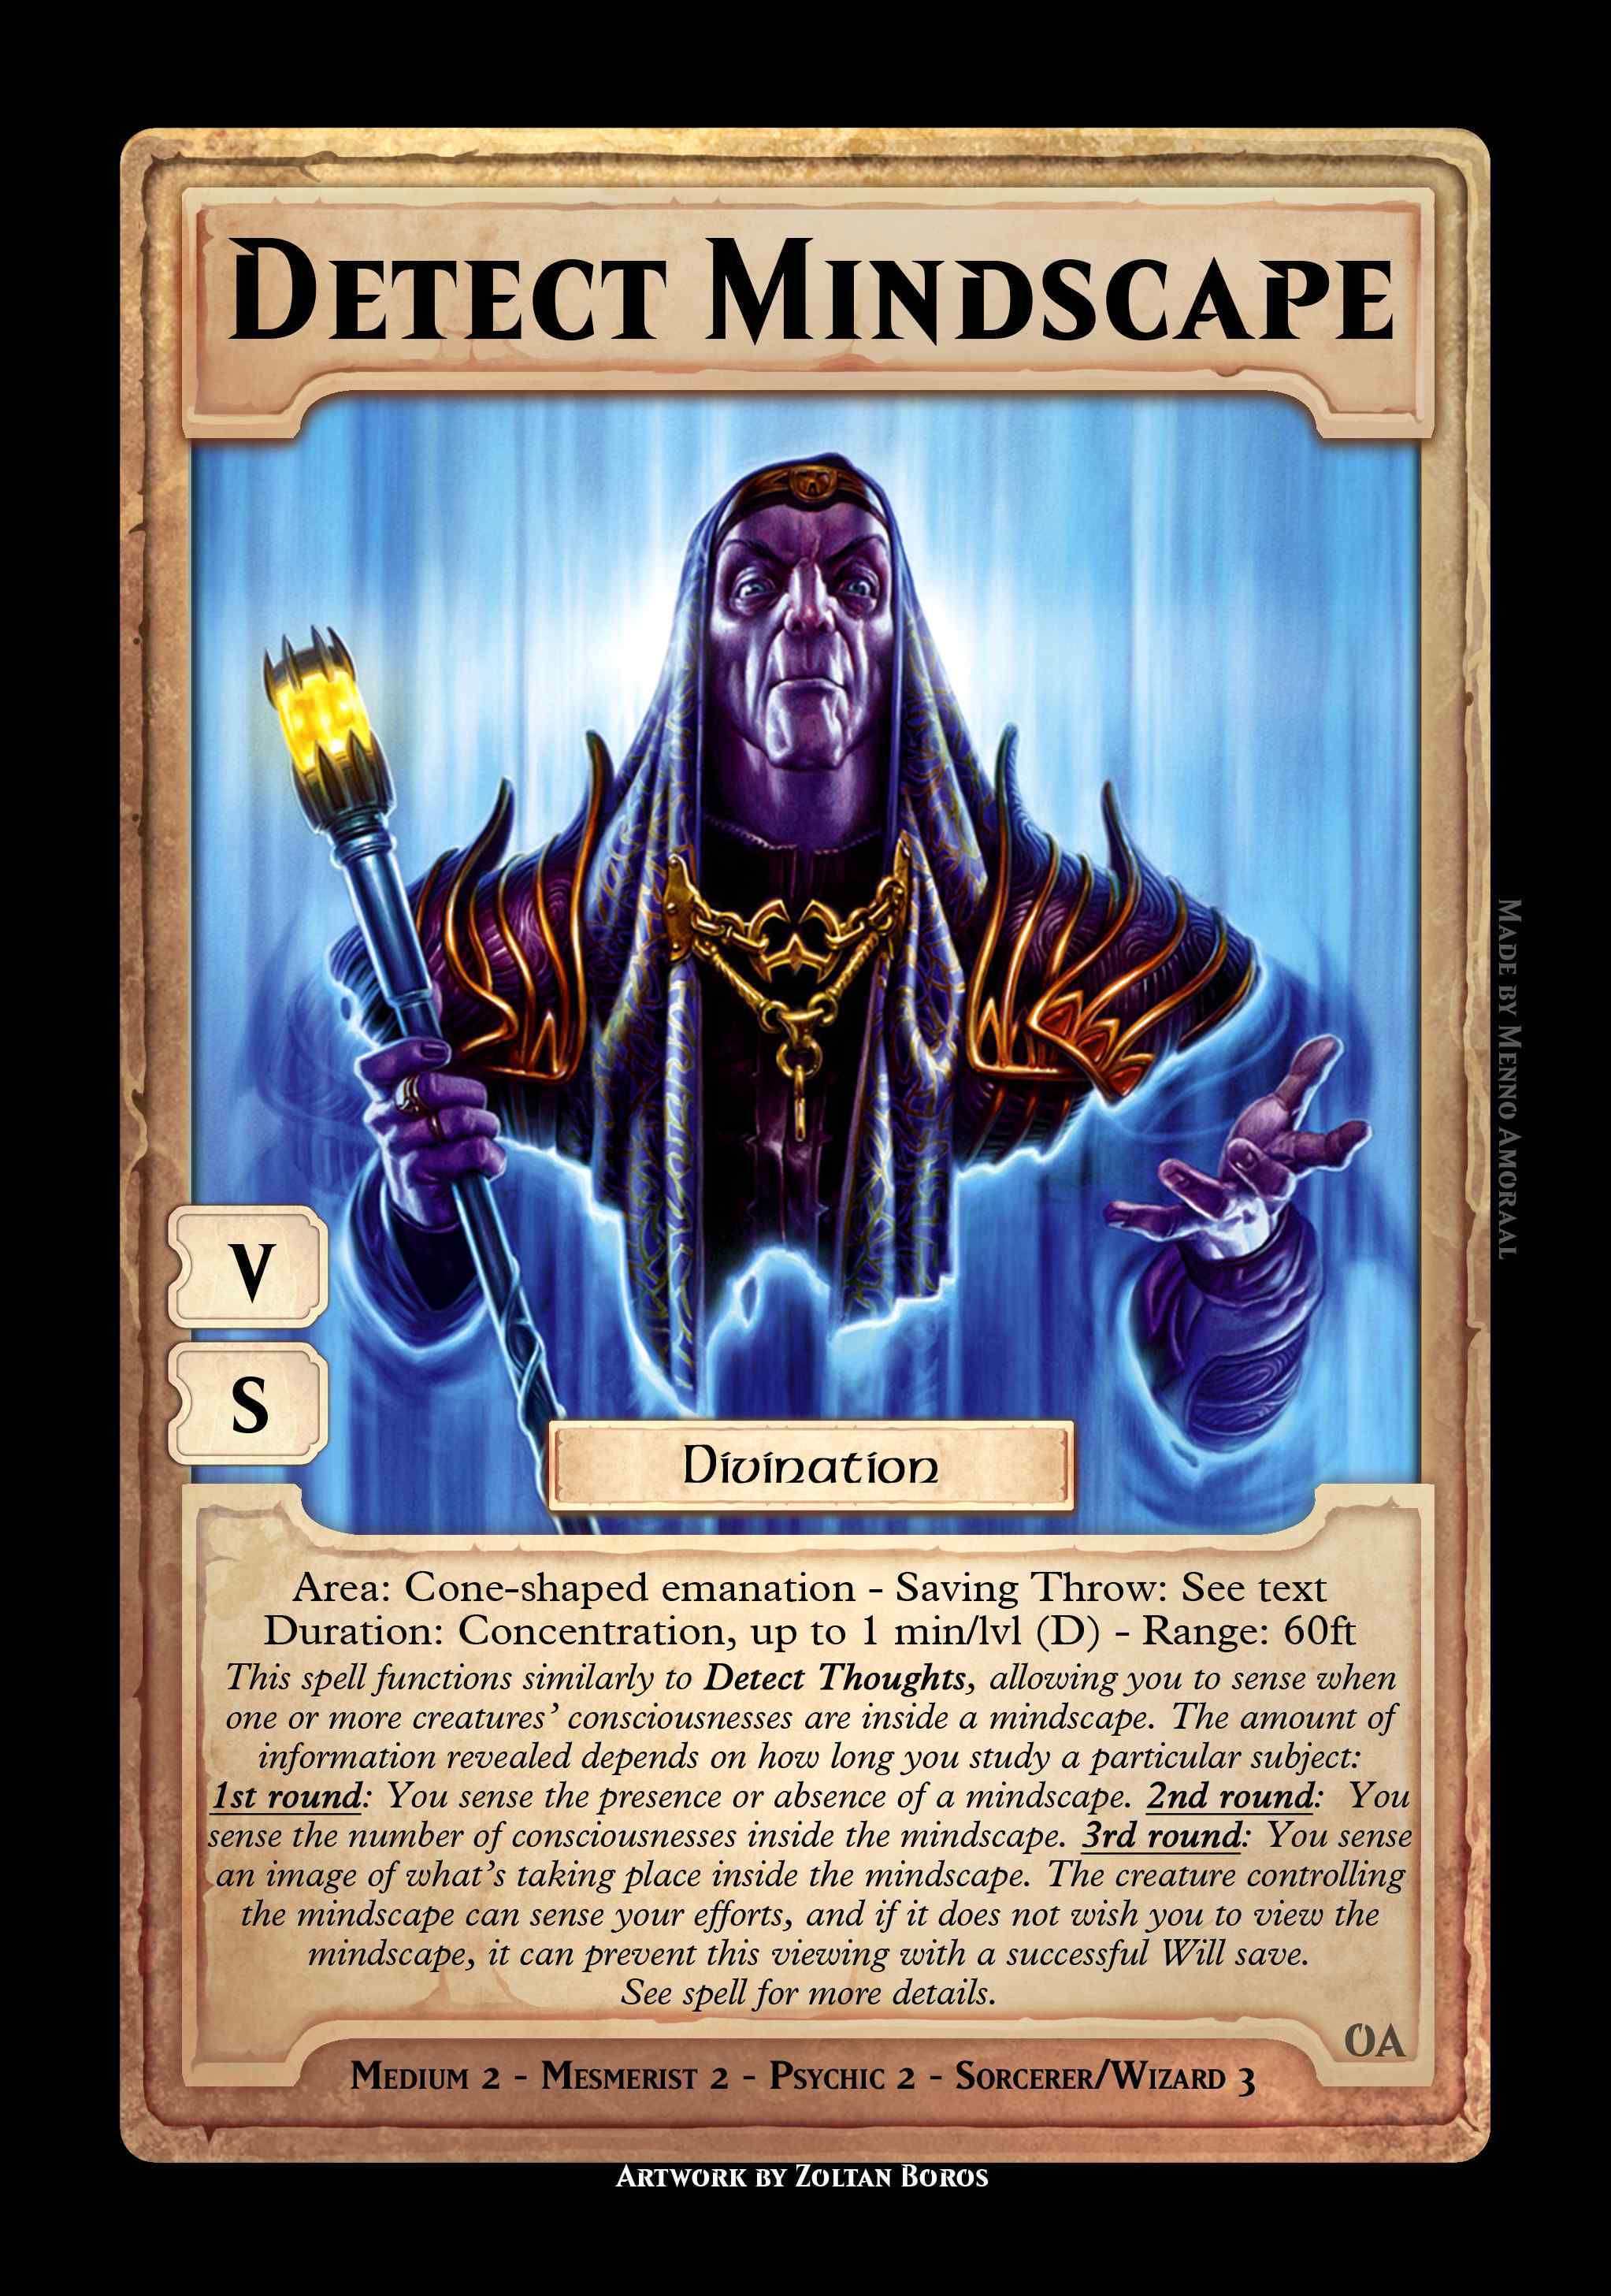 Detect Mindscape
Made by Menno Amoraal
V
S
Divination
Area: Cone-shaped emanation - Saving Throw: See text
Duration: Concentration, up to 1 min/lvl (D) - Range: 60ft
This spell functions similarly to Detect Thoughts, allowing you to sense when
one or more creatures’ consciousnesses are inside a mindscape. The amount of
information revealed depends on how long you study a particular subject:
1st round: You sense the presence or absence of a mindscape. 2nd round: You
sense the number of consciousnesses inside the mindscape. 3rd round: You sense
an image of what’s taking place inside the mindscape. The creature controlling
the mindscape can sense your efforts, and if it does not wish you to view the
mindscape, it can prevent this viewing with a successful Will save.
See spell for more details.
OA
Medium 2 - Mesmerist 2 - Psychic 2 - Sorcerer/Wizard 3
Artwork by Zoltan Boros